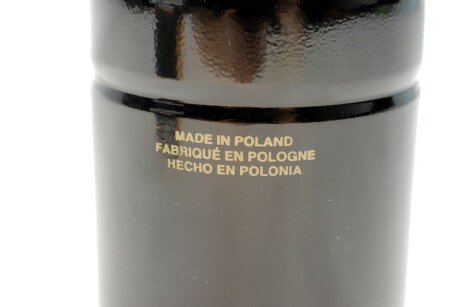 MADE IN POLAND
FABRIQUÉ EN POLOGNE
HECHO EN POLONIA